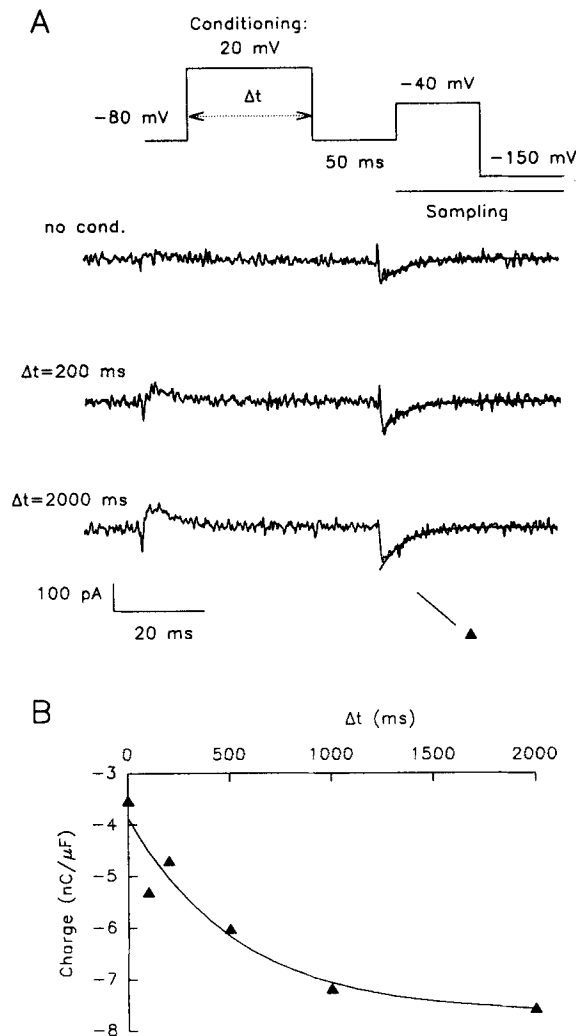 A
Conditioning:
20 mV
-80 mV
Δt
-40 mV
50 ms
-150 mV
Sampling
no cond.
Δt=200 ms
Δt=2000 ms
100 pA
20 ms
B
Δt (ms)
0 500 1000 1500 2000
-3
-4
-5
-6
-7
-8
Charge (nC/μF)